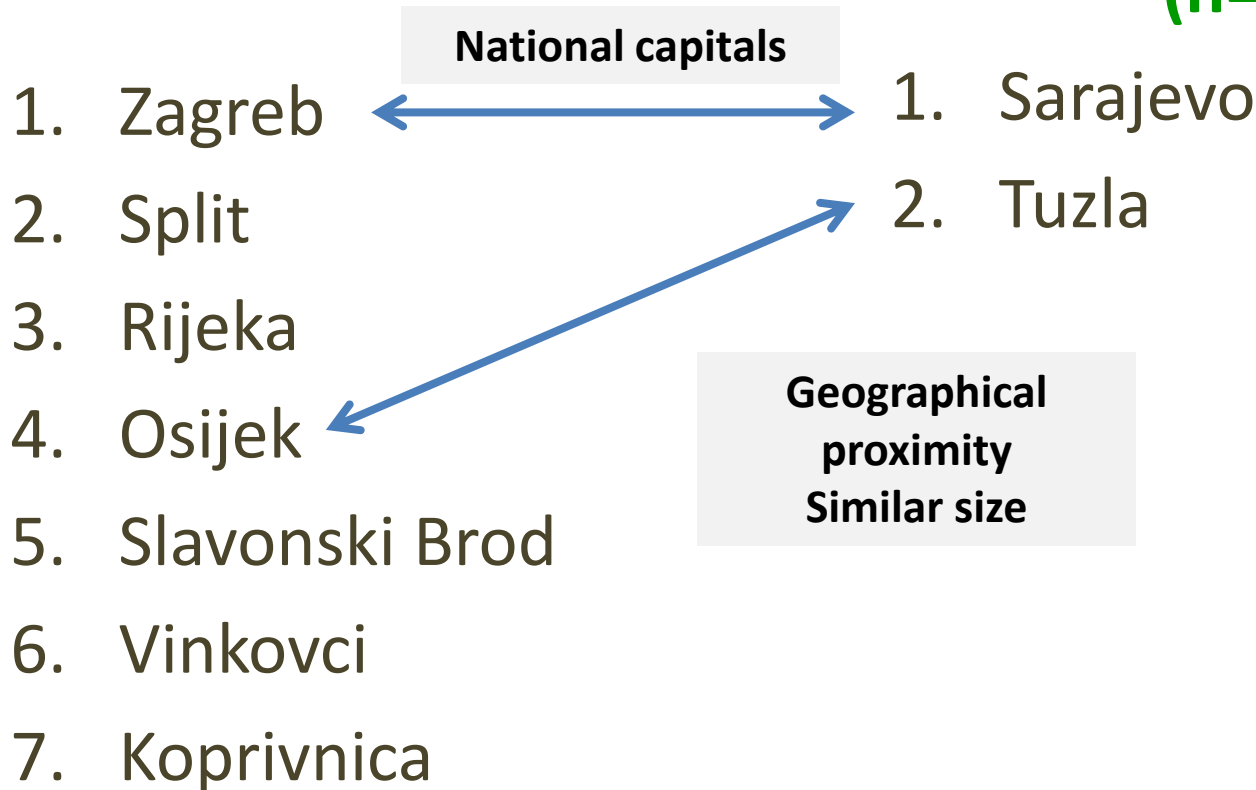 National capitals
1. Zagreb
2. Split
3. Rijeka
4. Osijek
5. Slavonski Brod
6. Vinkovci
7. Koprivnica
1. Sarajevo
2. Tuzla
Geographical
proximity
Similar size